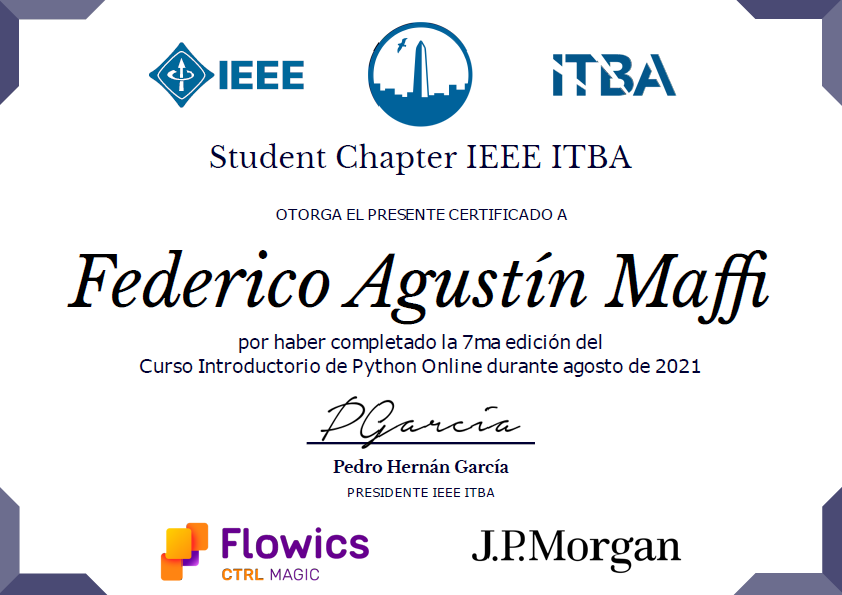 IEEE
ITBA
Student Chapter IEEE ITBA
OTORGA EL PRESENTE CERTIFICADO A
Federico Agustín Maffi
por haber completado la 7ma edición del
Curso Introductorio de Python Online durante agosto de 2021
PGarcía
Pedro Hernán García
PRESIDENTE IEEE ITBA
Flowics
CTRL MAGIC
J.P.Morgan